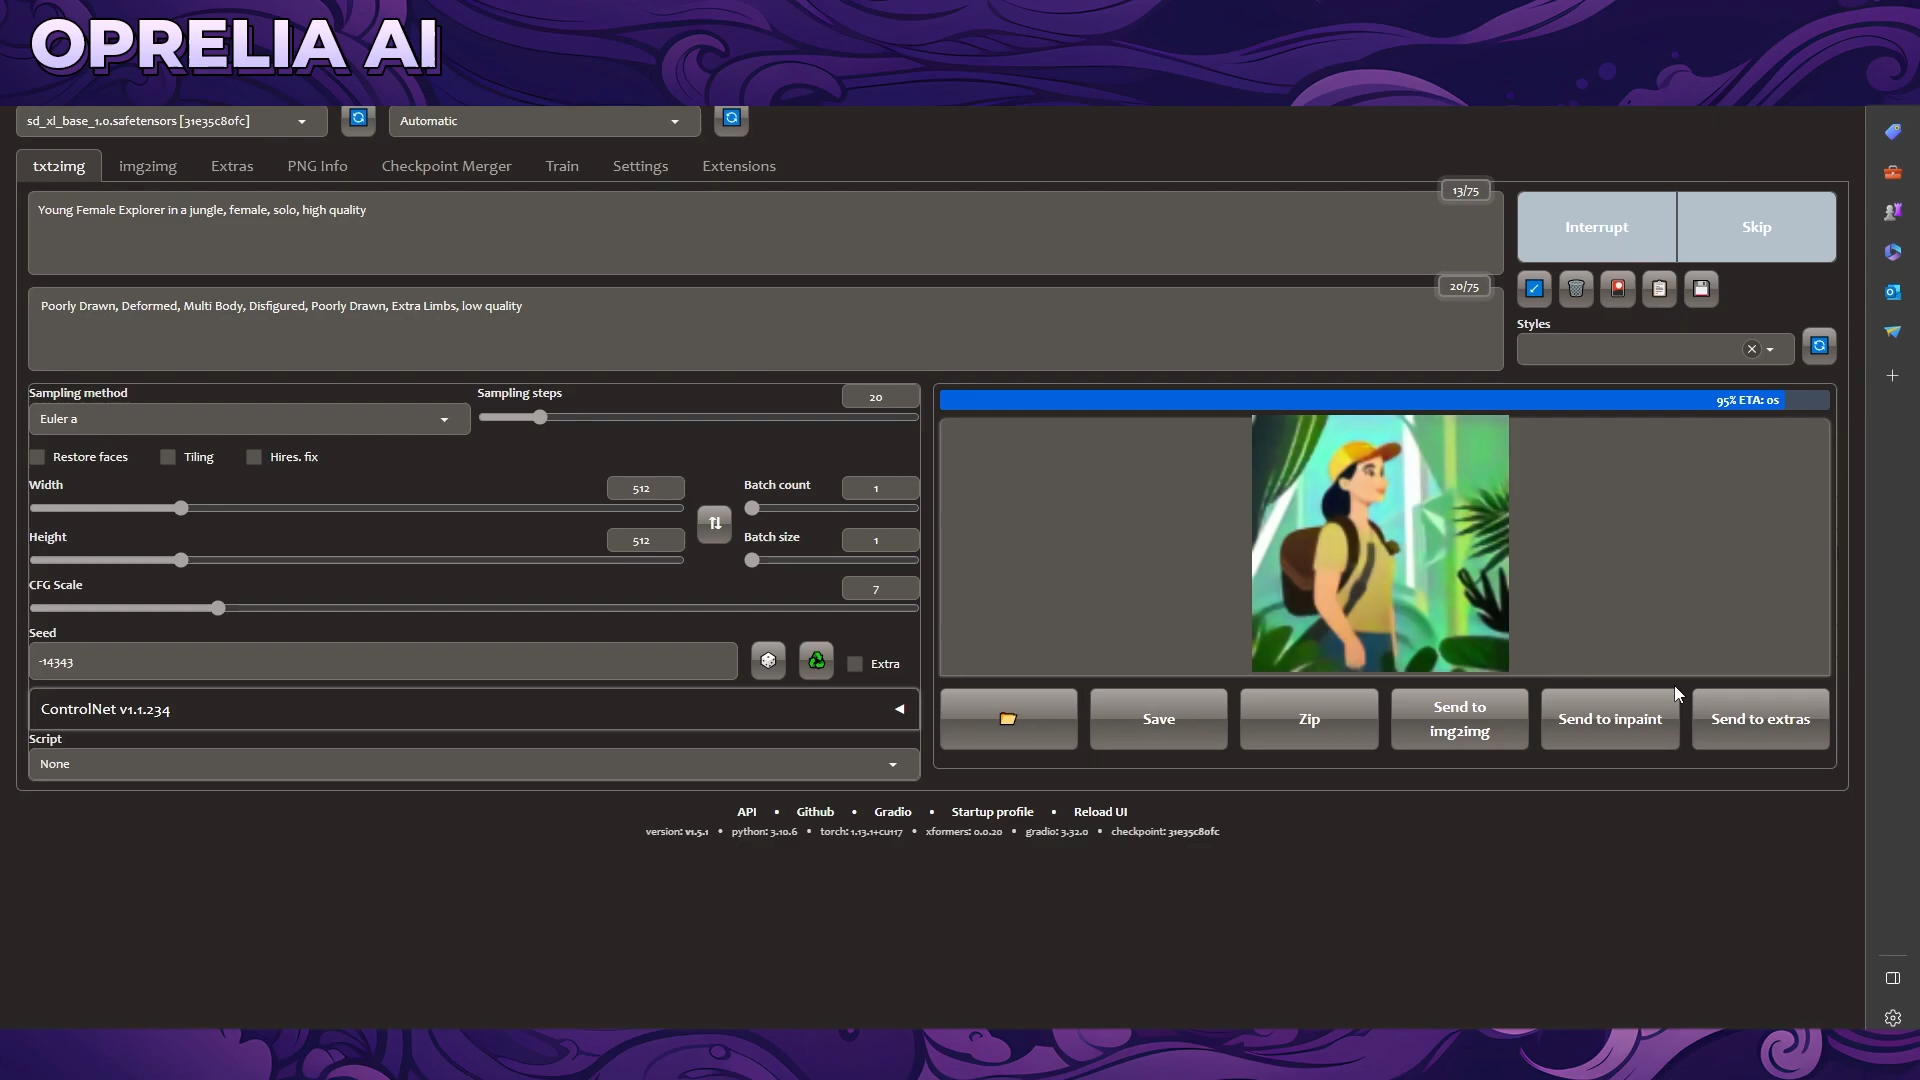 OPRELIA AI
sd_xl_base_1.0.safetensors [31e35c80fc]
Automatic
txt2img
img2img
Extras
PNG Info
Checkpoint Merger
Train
Settings
Extensions
13/75
Young Female Explorer in a jungle, female, solo, high quality
Interrupt
Skip
20/75
Poorly Drawn, Deformed, Multi Body, Disfigured, Poorly Drawn, Extra Limbs, low quality
Styles
Sampling method
Sampling steps
20
Euler a
95% ETA: 0s
Restore faces
Tiling
Hires. fix
Width
512
Batch count
1
Height
512
Batch size
1
CFG Scale
7
Seed
-14343
Extra
ControlNet v1.1.234
Script
None
Save
Zip
Send to
img2img
Send to inpaint
Send to extras
API • Github • Gradio • Startup profile • Reload UI
version: v1.5.1 • python: 3.10.6 • torch: 1.13.1+cu117 • xformers: 0.0.20 • gradio: 3.32.0 • checkpoint: 31e35c80fc